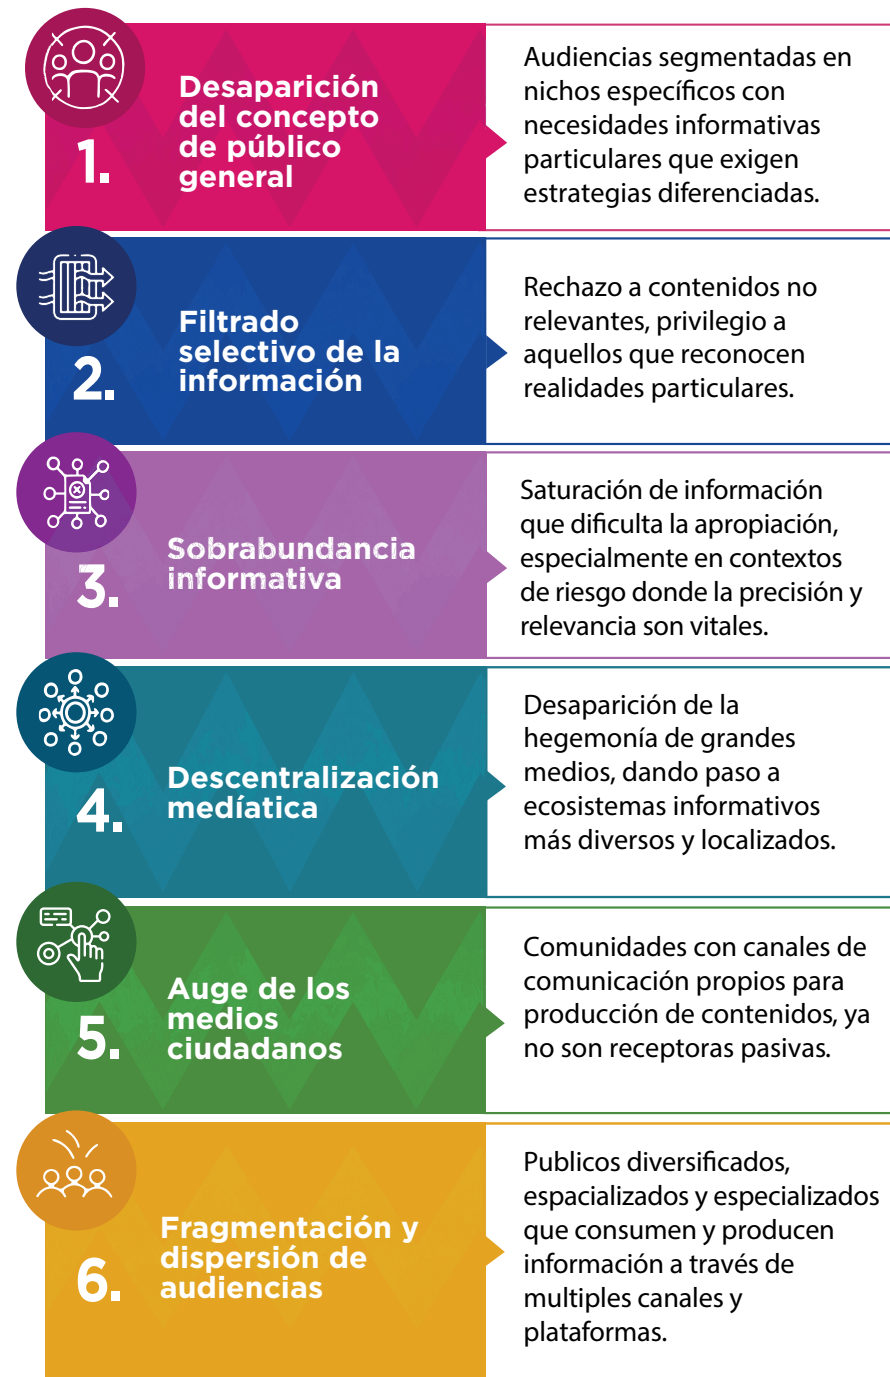 1.
Desaparición
del concepto
de público
general
Audiencias segmentadas en
nichos específicos con
necesidades informativas
particulares que exigen
estrategias diferenciadas.
2.
Filtrado
selectivo de la
información
Rechazo a contenidos no
relevantes, privilegio a
aquellos que reconocen
realidades particulares.
3.
Sobrabundancia
informativa
Saturación de información
que dificulta la apropiación,
especialmente en contextos
de riesgo donde la precisión y
relevancia son vitales.
4.
Descentralización
medíatica
Desaparición de la
hegemonía de grandes
medios, dando paso a
ecosistemas informativos
más diversos y localizados.
5.
Auge de los
medios
ciudadanos
Comunidades con canales de
comunicación propios para
producción de contenidos, ya
no son receptoras pasivas.
6.
Fragmentación y
dispersión de
audiencias
Publicos diversificados,
espacializados y especializados
que consumen y producen
información a través de
multiples canales y
plataformas.